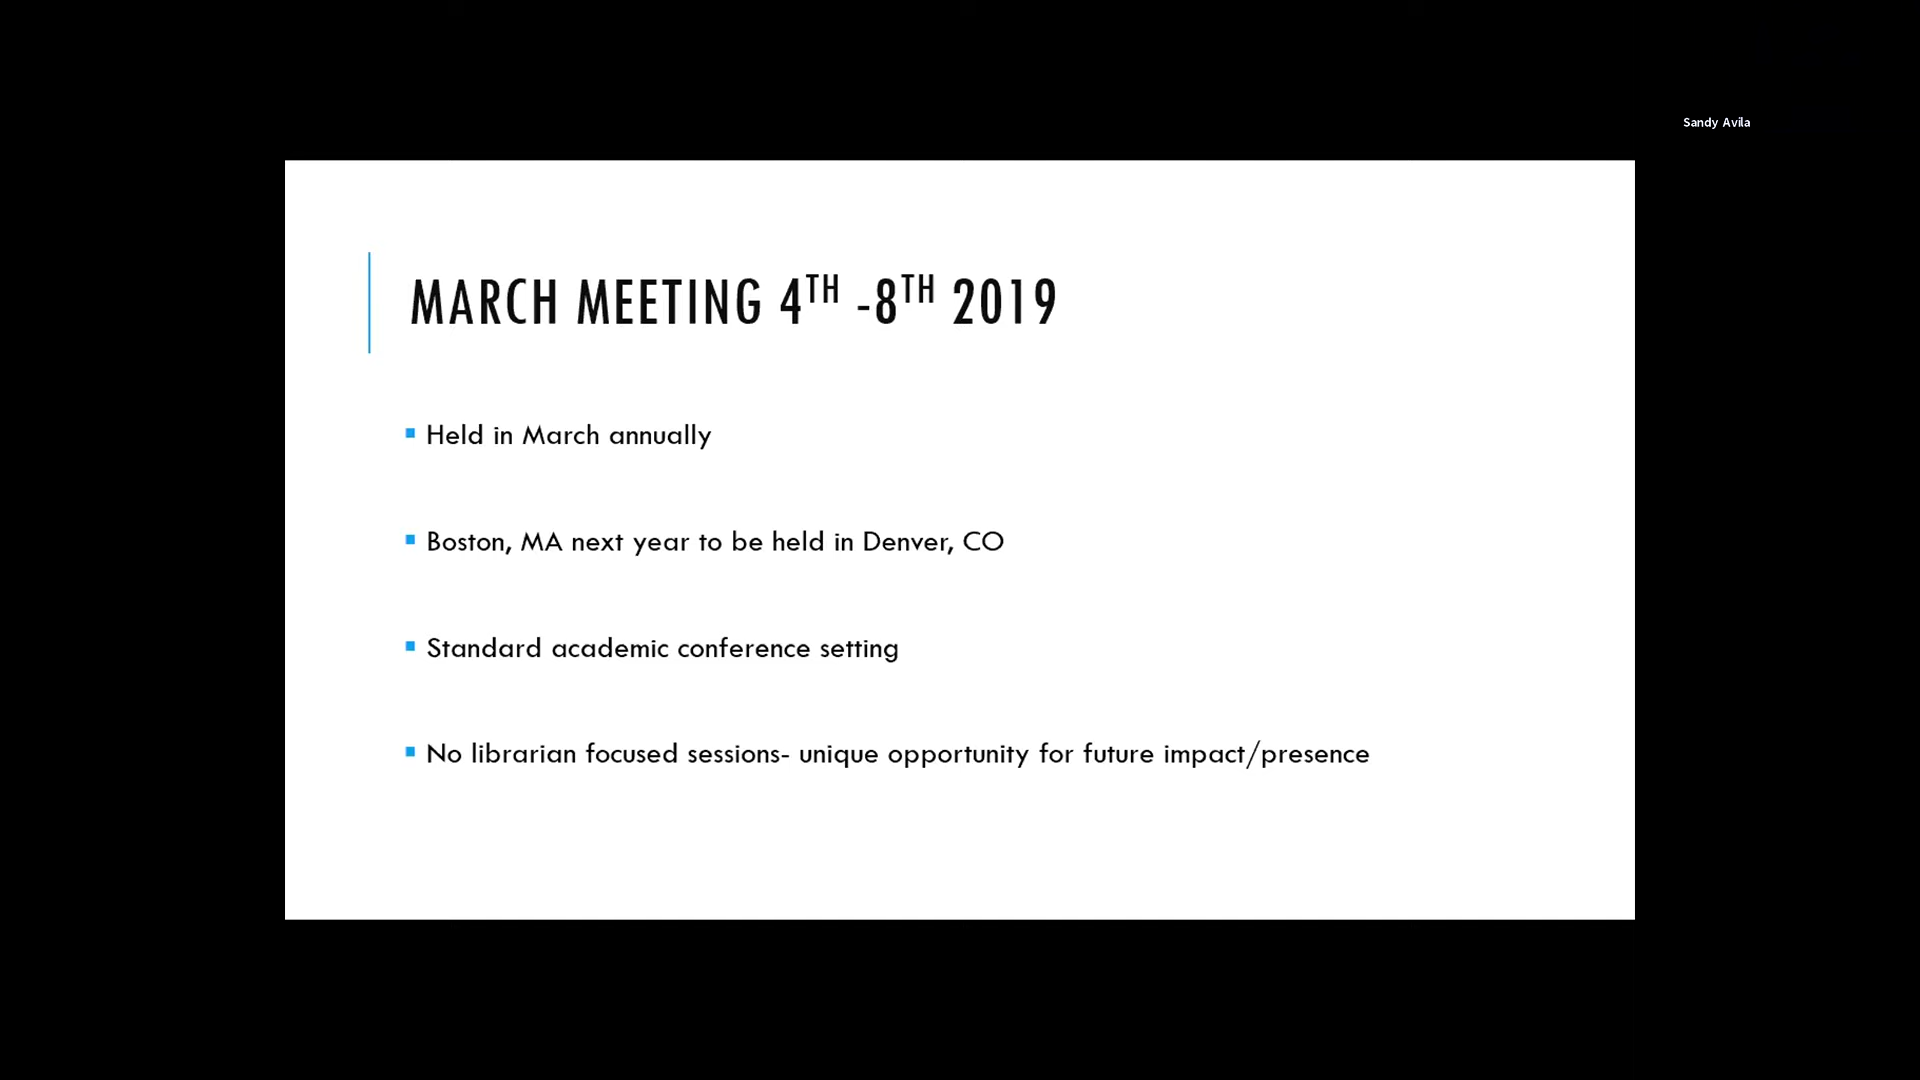 Sandy Avila
MARCH MEETING 4TH -8TH 2019
Held in March annually
Boston, MA next year to be held in Denver, CO
Standard academic conference setting
No librarian focused sessions- unique opportunity for future impact/presence